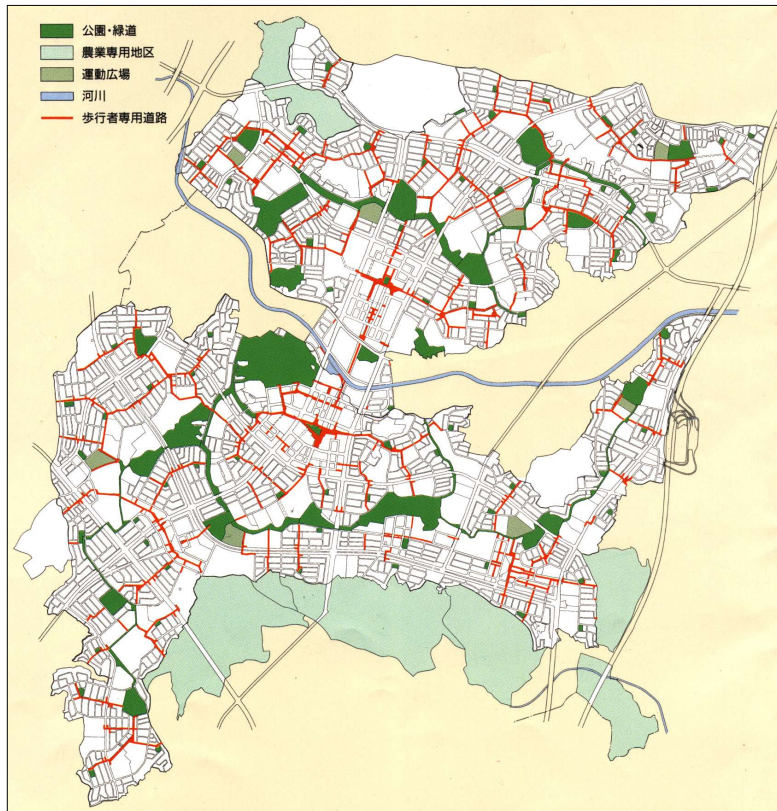 公園・緑道
農業専用地区
運動広場
河川
歩行者専用道路